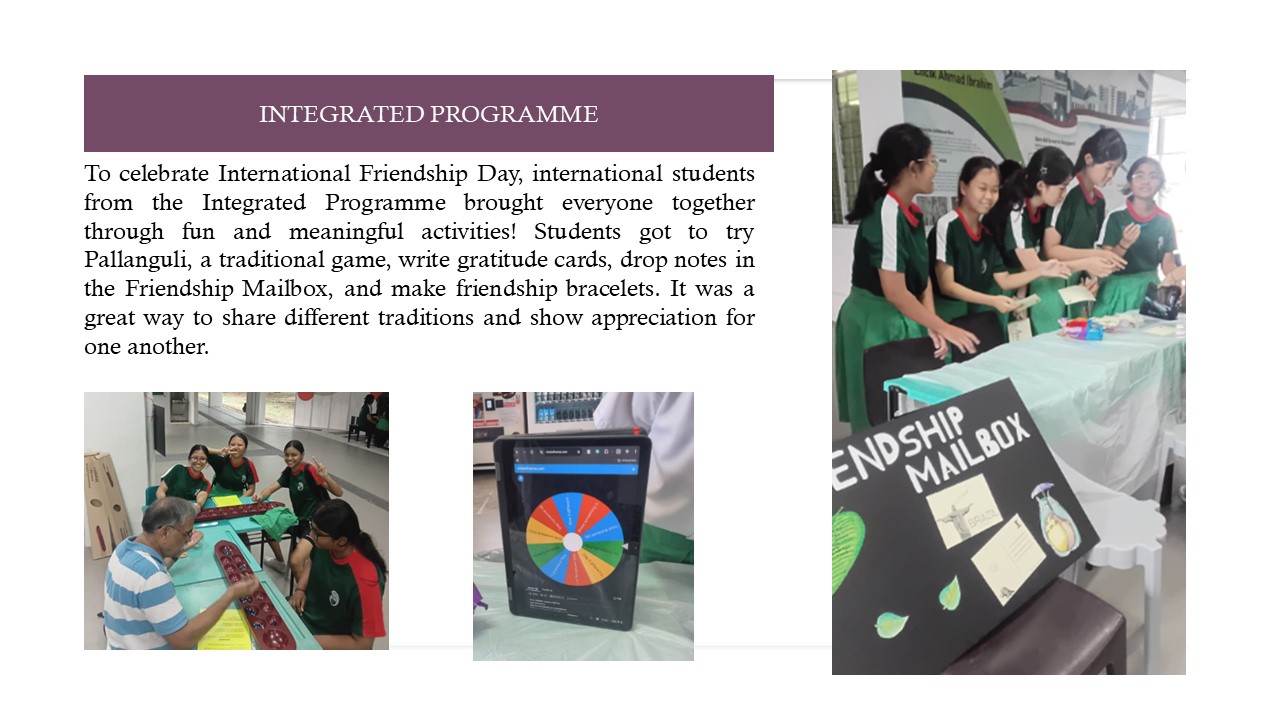 INTEGRATED PROGRAMME
To celebrate International Friendship Day, international students
from the Integrated Programme brought everyone together
through fun and meaningful activities! Students got to try
Pallanguli, a traditional game, write gratitude cards, drop notes in
the Friendship Mailbox, and make friendship bracelets. It was a
great way to share different traditions and show appreciation for
one another.
Encik Ahmad Ibrahim
ENDSHIP
MAILBOX
BRAZIL